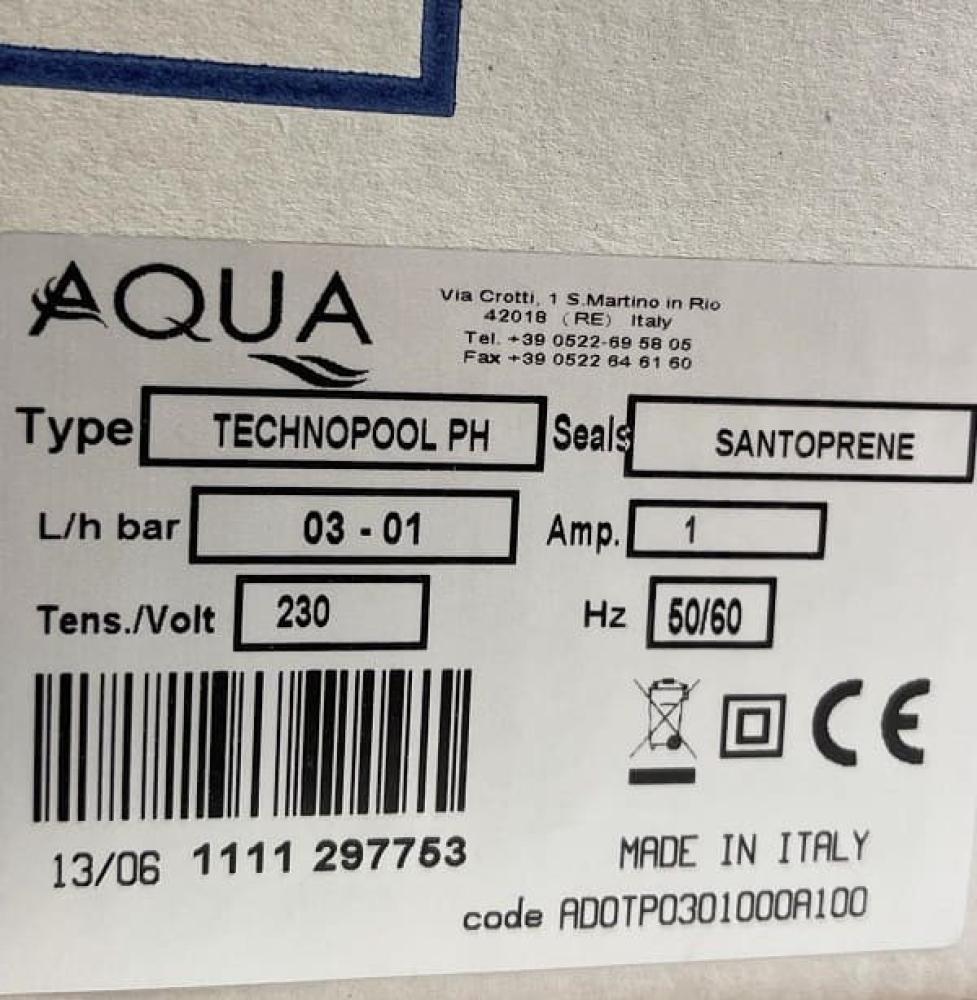 AQUA
Via Crotti, 1 S.Martino in Rio
42018 (RE) Italy
Tel. +39 0522-69 58 05
Fax +39 0522 64 61 60
Type TECHNOPOOL PH Seals SANTOPRENE
L/h bar 03 - 01 Amp. 1
Tens./Volt 230 Hz 50/60
CE
13/06 1111 297753
MADE IN ITALY
code ADOTP0301000A100